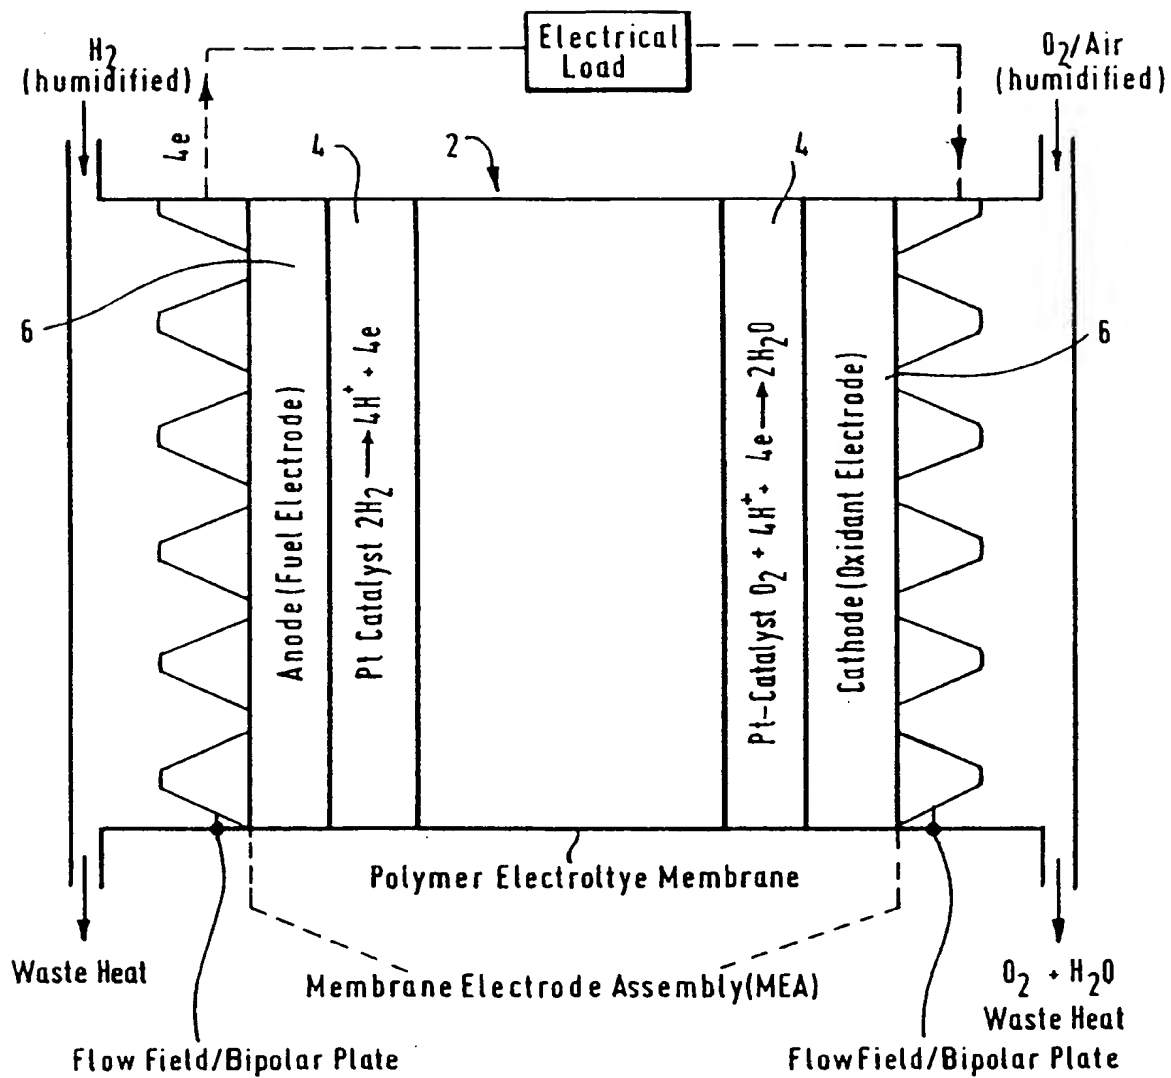 H2
(humidified)
4e
Electrical
Load
O2/Air
(humidified)
4
2
4
6
6
Anode(Fuel Electrode)
Pt Catalyst 2H2 → 4H+ + 4e
Pt-Catalyst O2 + 4H+ + 4e → 2H2O
Cathode(Oxidant Electrode)
Polymer Electroltye Membrane
Waste Heat
Membrane Electrode Assembly(MEA)
O2 + H2O
Waste Heat
Flow Field/Bipolar Plate
FlowField/Bipolar Plate